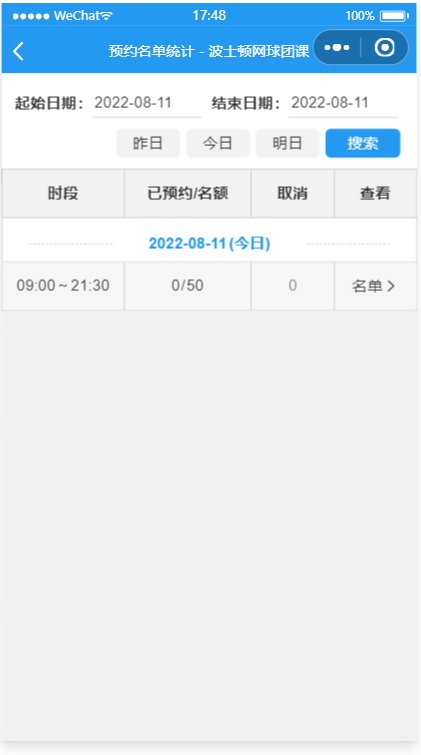 WeChat 17:48 100%
预约名单统计 - 波士顿网球团课
起始日期： 2022-08-11 结束日期： 2022-08-11
昨日 今日 明日 搜索
时段 已预约/名额 取消 查看
2022-08-11 (今日)
09:00～21:30 0/50 0 名单